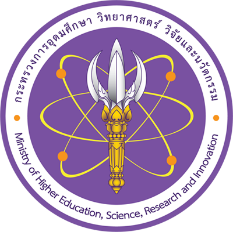 กระทรวงการอุดมศึกษา วิทยาศาสตร์ วิจัยและนวัตกรรม
Ministry of Higher Education, Science, Research and Innovation